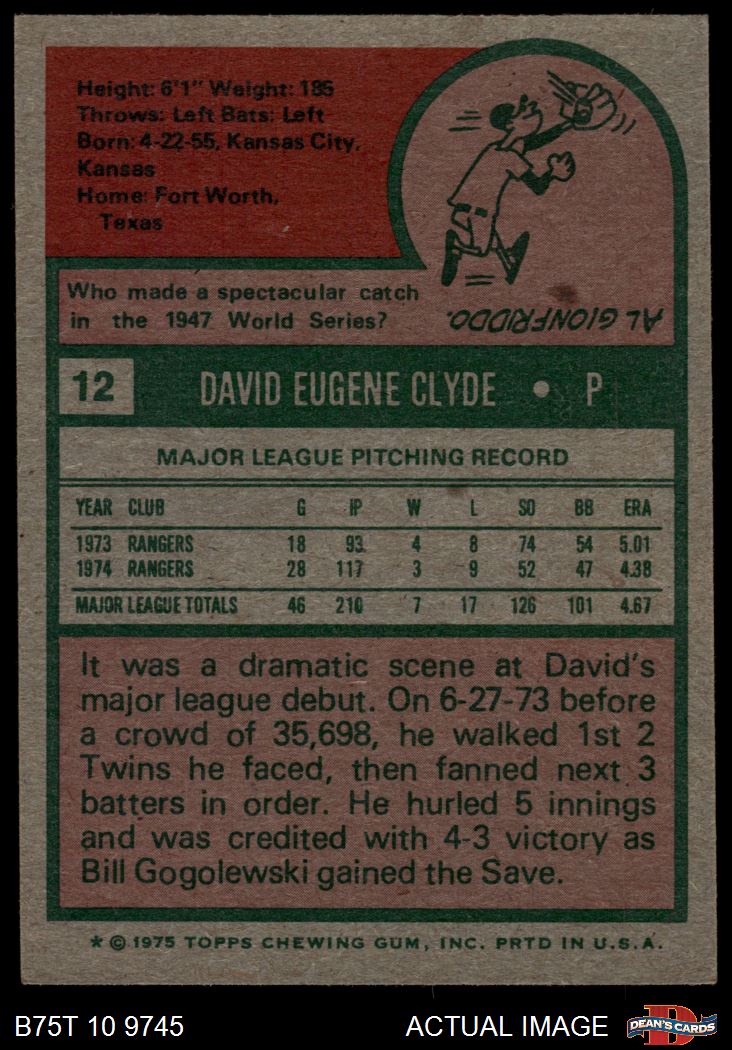 Height: 6'1" Weight: 185
Throws: Left Bats: Left
Born: 4-22-55, Kansas City,
Kansas
Home: Fort Worth,
Texas
Who made a spectacular catch
in the 1947 World Series?
AL GIONFRIDDO.
12
DAVID EUGENE CLYDE • P
MAJOR LEAGUE PITCHING RECORD
YEAR CLUB G IP W L SO BB ERA
1973 RANGERS 18 93 4 8 74 54 5.01
1974 RANGERS 28 117 3 9 52 47 4.38
MAJOR LEAGUE TOTALS 46 210 7 17 126 101 4.67
It was a dramatic scene at David's
major league debut. On 6-27-73 before
a crowd of 35,698, he walked 1st 2
Twins he faced, then fanned next 3
batters in order. He hurled 5 innings
and was credited with 4-3 victory as
Bill Gogolewski gained the Save.
* © 1975 TOPPS CHEWING GUM, INC. PRTD IN U.S.A.
B75T 10 9745 ACTUAL IMAGE
DEAN'S CARDS